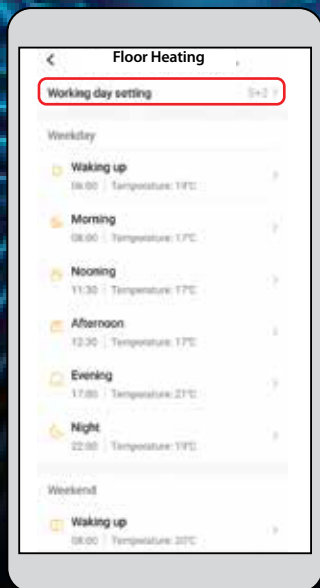 Floor Heating
Working day setting 5+2
Weekday
Waking up
06:00 | Temperature: 19°C
Morning
08:00 | Temperature: 17°C
Nooning
11:30 | Temperature: 17°C
Afternoon
12:30 | Temperature: 17°C
Evening
17:00 | Temperature: 21°C
Night
22:00 | Temperature: 19°C
Weekend
Waking up
08:00 | Temperature: 20°C